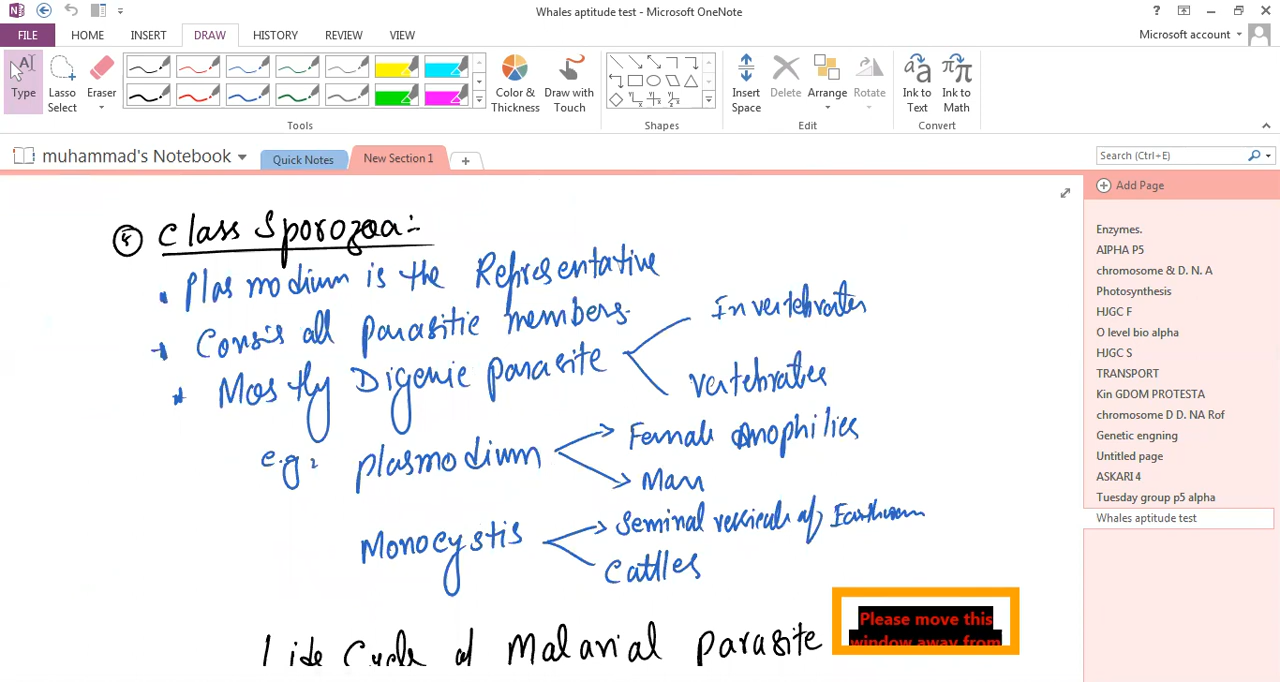 Whales aptitude test - Microsoft OneNote
?
FILE HOME INSERT DRAW HISTORY REVIEW VIEW
Microsoft account
Type
Lasso Select
Eraser
Color & Thickness
Draw with Touch
Insert Space
Delete
Arrange
Rotate
Ink to Text
Ink to Math
Tools
Shapes
Edit
Convert
muhammad's Notebook
Quick Notes
New Section 1
Search (Ctrl+E)
Add Page
Enzymes.
AlPHA P5
chromosome & D. N. A
Photosynthesis
HJGC F
O level bio alpha
HJGC S
TRANSPORT
Kin GDOM PROTESTA
chromosome D D. NA Rof
Genetic engning
Untitled page
ASKARI 4
Tuesday group p5 alpha
Whales aptitude test
Class Sporozoa:-
Plasmodium is the Representative
Consis all parasitic members.
Mostly Digenic parasite
Invertebrates
vertebrates
e.g: plasmodium
Female Anophilies
Man
Monocystis
Seminal of Earthworm
Cattles
Life Cycle of Malarial parasite
Please move this
window away from